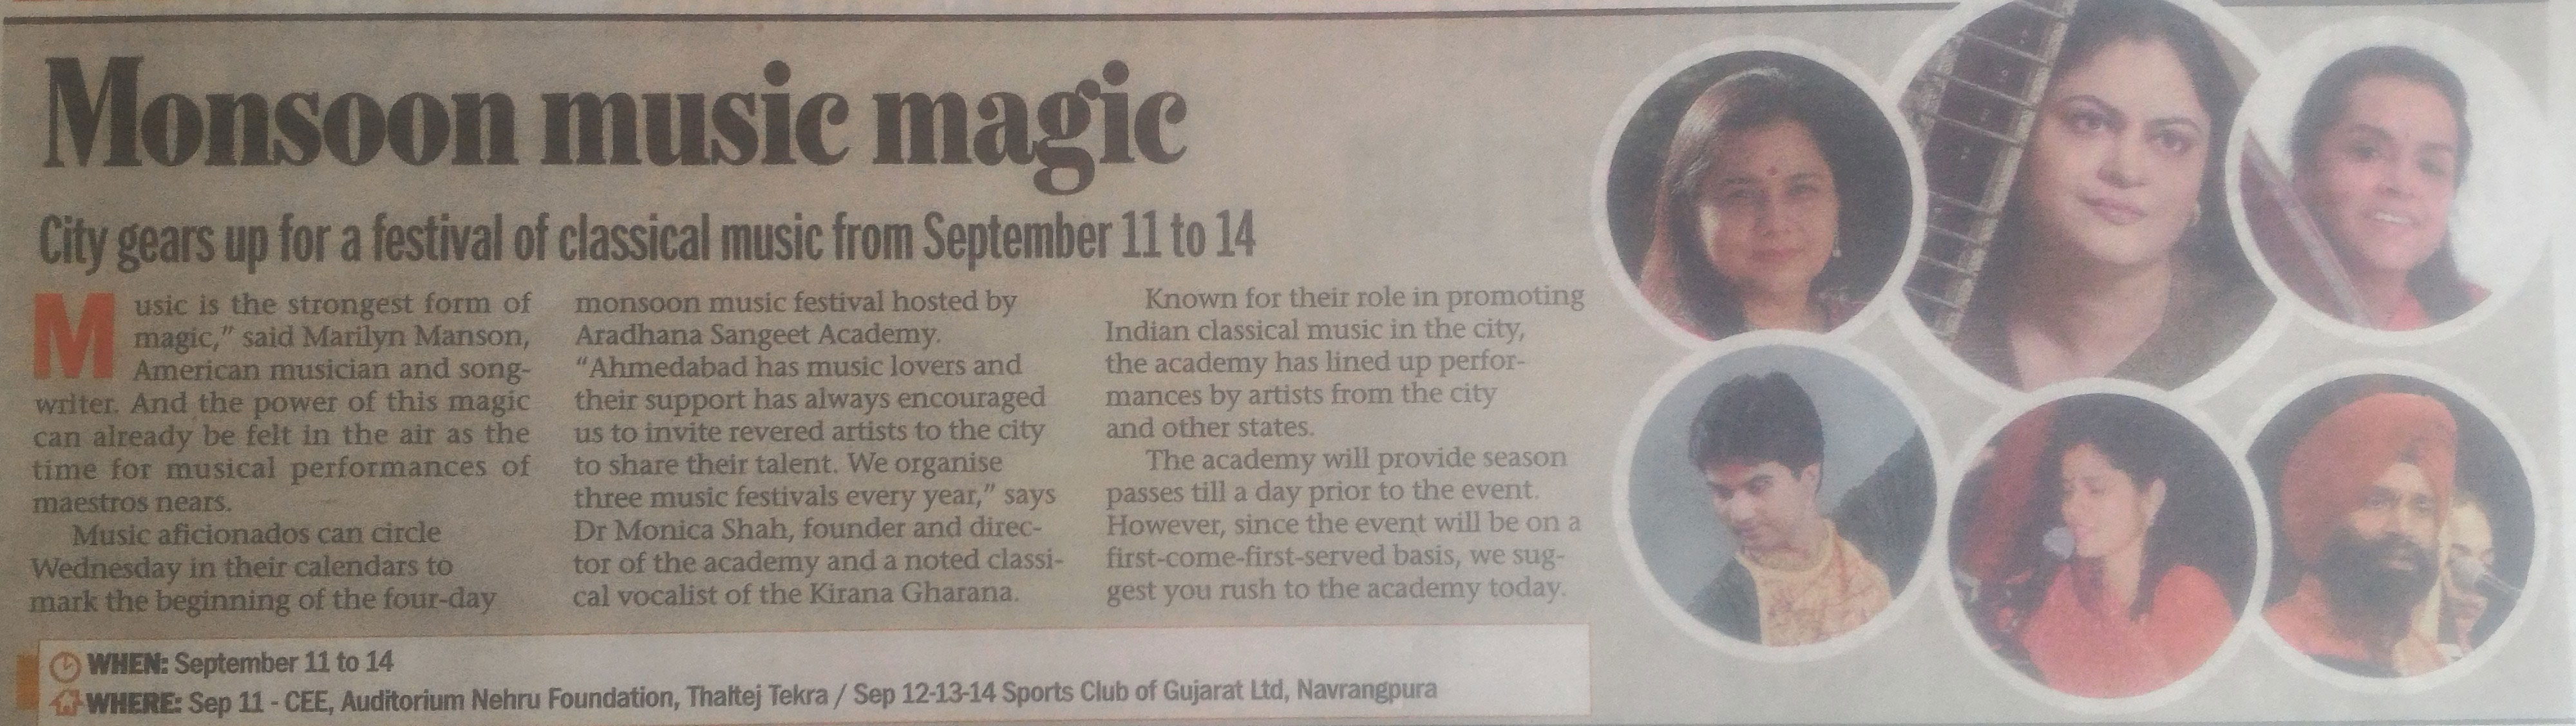 Monsoon music magic
City gears up for a festival of classical music from September 11 to 14
Music is the strongest form of
magic,” said Marilyn Manson,
American musician and song-
writer. And the power of this magic
can already be felt in the air as the
time for musical performances of
maestros nears.
Music aficionados can circle
Wednesday in their calendars to
mark the beginning of the four-day
monsoon music festival hosted by
Aradhana Sangeet Academy.
“Ahmedabad has music lovers and
their support has always encouraged
us to invite revered artists to the city
to share their talent. We organise
three music festivals every year,” says
Dr Monica Shah, founder and direc-
tor of the academy and a noted classi-
cal vocalist of the Kirana Gharana.
Known for their role in promoting
Indian classical music in the city,
the academy has lined up perfor-
mances by artists from the city
and other states.
The academy will provide season
passes till a day prior to the event.
However, since the event will be on a
first-come-first-served basis, we sug-
gest you rush to the academy today.
WHEN: September 11 to 14
WHERE: Sep 11 - CEE, Auditorium Nehru Foundation, Thaltej Tekra / Sep 12-13-14 Sports Club of Gujarat Ltd, Navrangpura